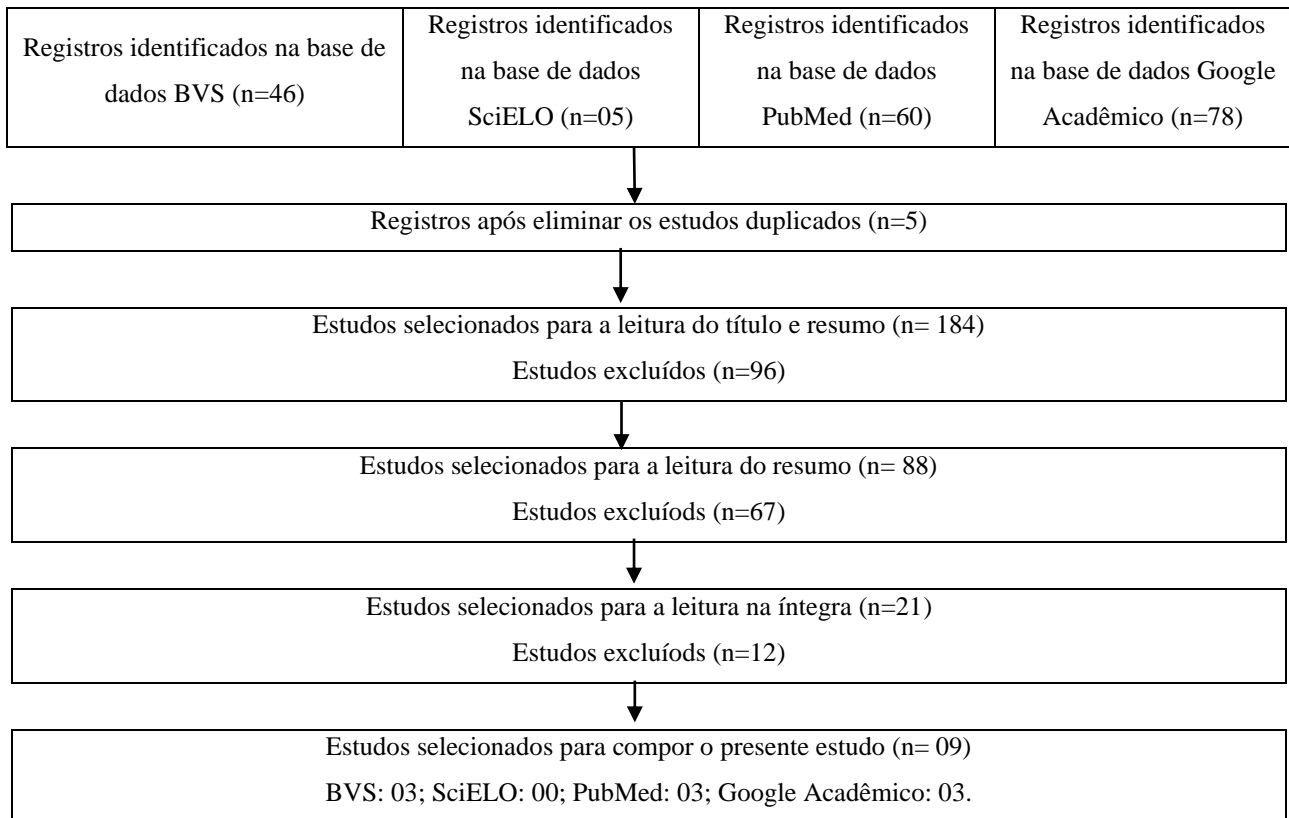 Registros identificados na base de
dados BVS (n=46)
Registros identificados
na base de dados
SciELO (n=05)
Registros identificados
na base de dados
PubMed (n=60)
Registros identificados
na base de dados Google
Acadêmico (n=78)
Registros após eliminar os estudos duplicados (n=5)
Estudos selecionados para a leitura do título e resumo (n= 184)
Estudos excluídos (n=96)
Estudos selecionados para a leitura do resumo (n= 88)
Estudos excluíods (n=67)
Estudos selecionados para a leitura na íntegra (n=21)
Estudos excluíods (n=12)
Estudos selecionados para compor o presente estudo (n= 09)
BVS: 03; SciELO: 00; PubMed: 03; Google Acadêmico: 03.